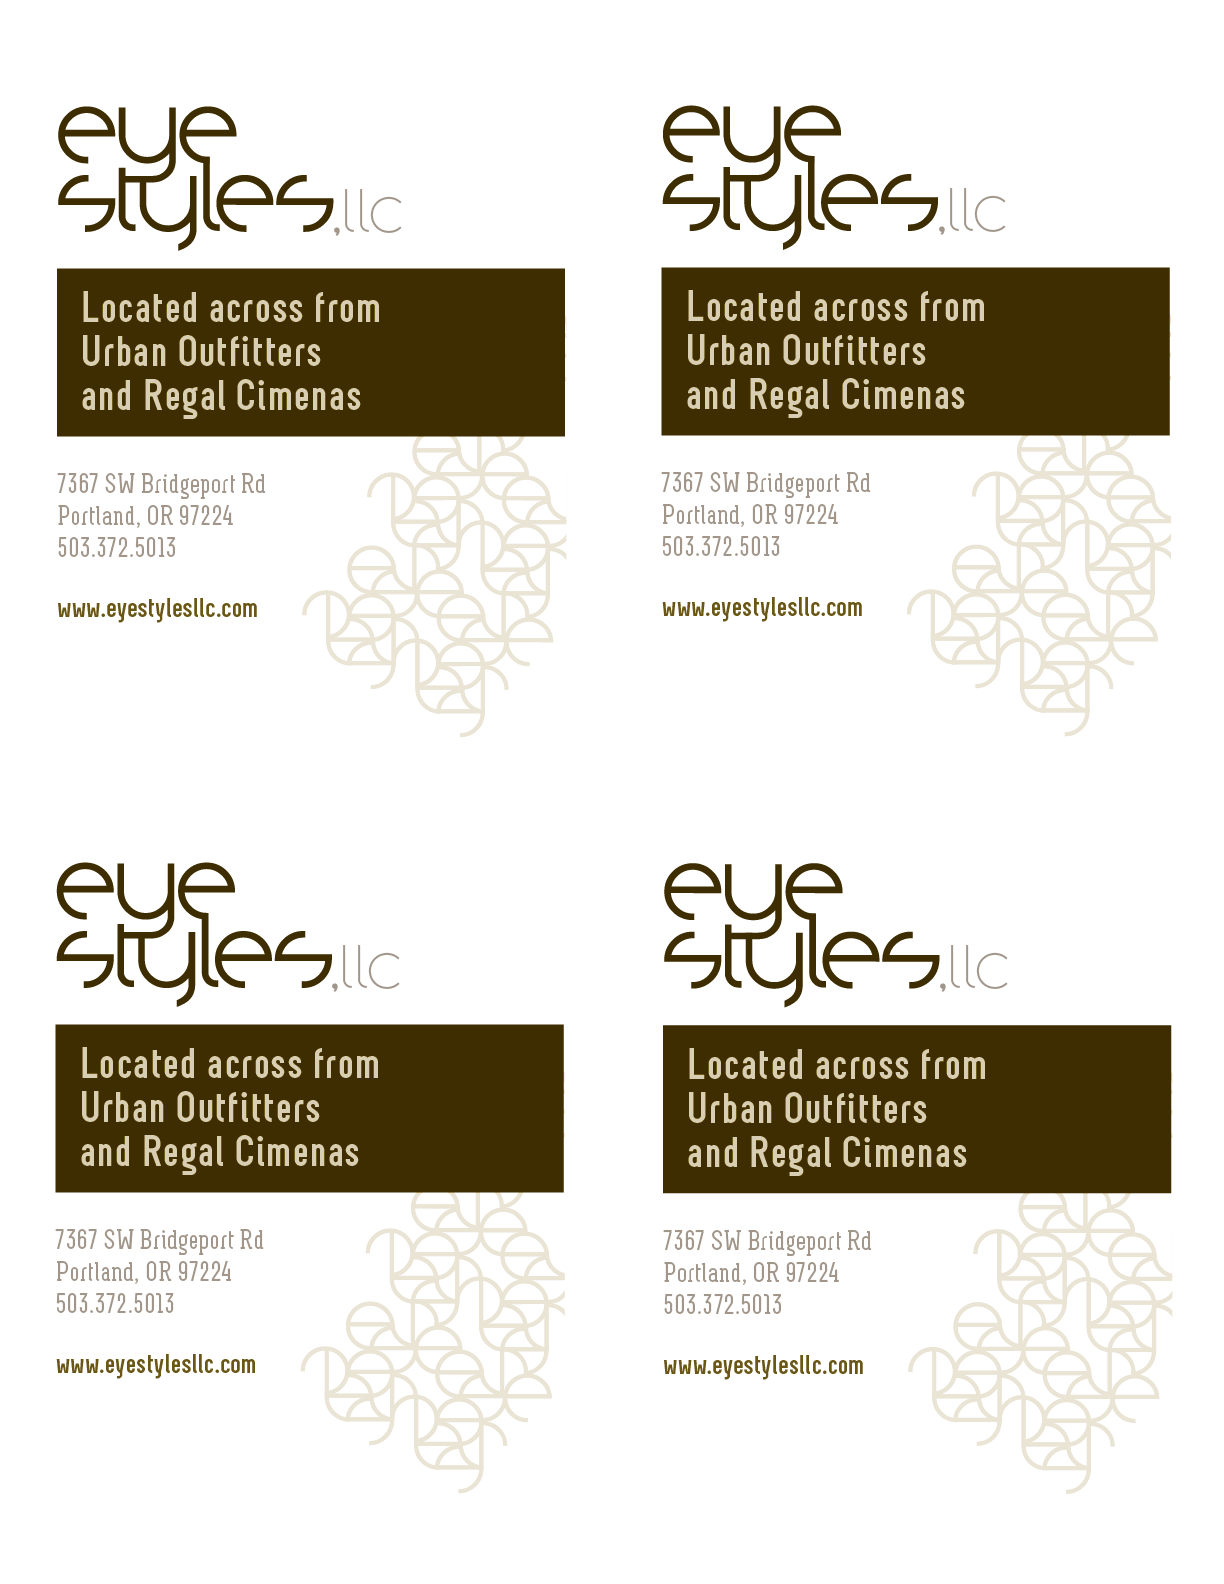 eye
styles,llc
Located across from
Urban Outfitters
and Regal Cimenas
7367 SW Bridgeport Rd
Portland, OR 97224
503.372.5013
www.eyestylesllc.com
eye
styles,llc
Located across from
Urban Outfitters
and Regal Cimenas
7367 SW Bridgeport Rd
Portland, OR 97224
503.372.5013
www.eyestylesllc.com
eye
styles,llc
Located across from
Urban Outfitters
and Regal Cimenas
7367 SW Bridgeport Rd
Portland, OR 97224
503.372.5013
www.eyestylesllc.com
eye
styles,llc
Located across from
Urban Outfitters
and Regal Cimenas
7367 SW Bridgeport Rd
Portland, OR 97224
503.372.5013
www.eyestylesllc.com